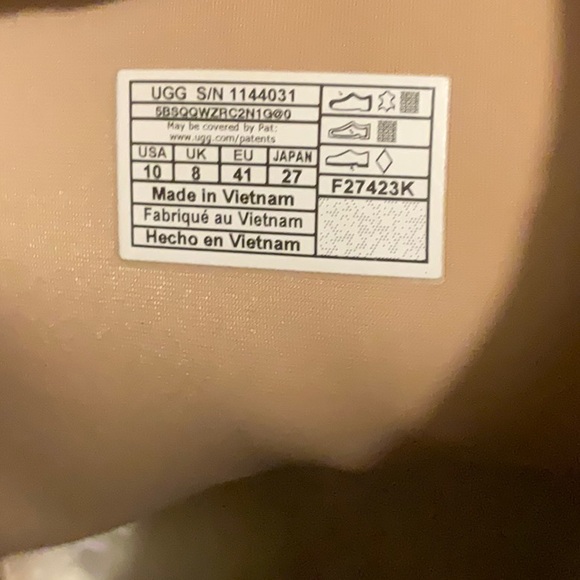 UGG S/N 1144031
5BSQQWZRC2N1G@0
May be covered by Pat:
www.ugg.com/patents
USA UK EU JAPAN
10 8 41 27
Made in Vietnam
Fabriqué au Vietnam
Hecho en Vietnam
F27423K